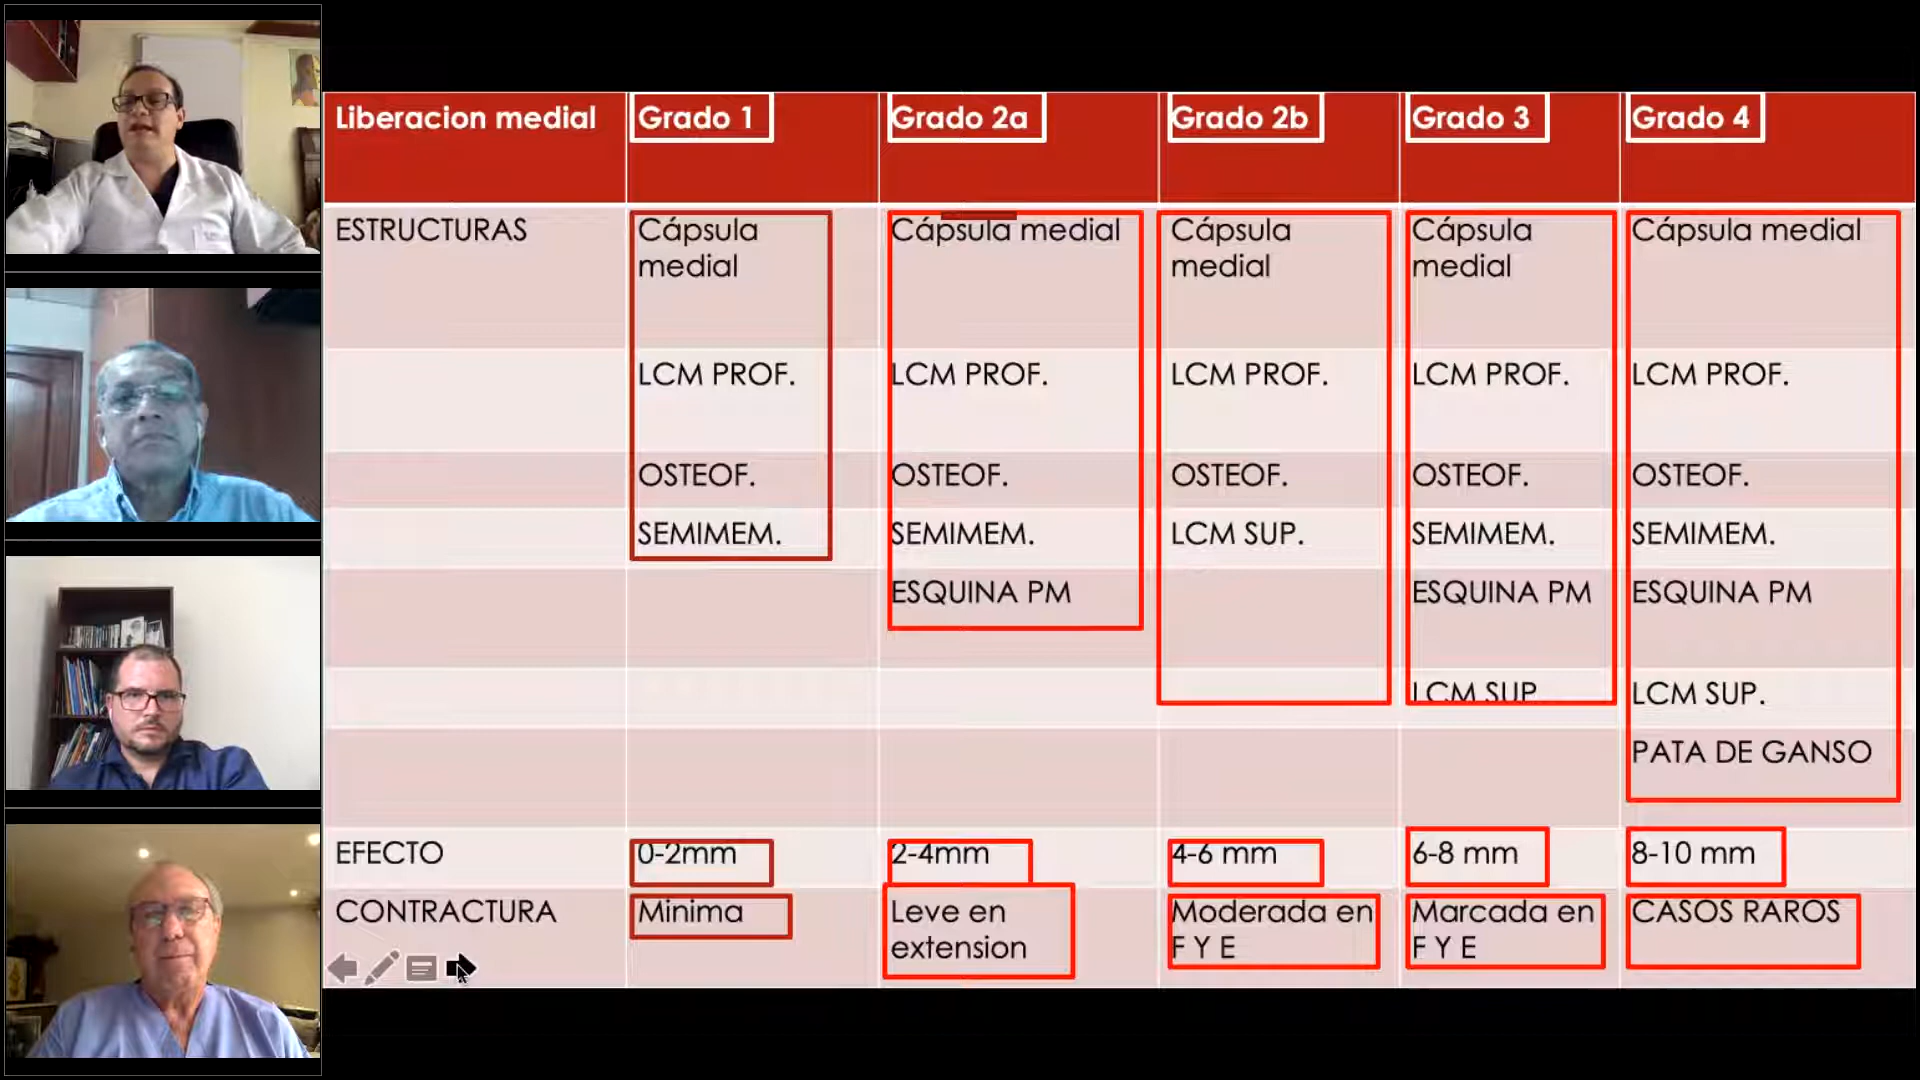 Liberacion medial Grado 1 Grado 2a Grado 2b Grado 3 Grado 4
ESTRUCTURAS Cápsula medial Cápsula medial Cápsula medial Cápsula medial Cápsula medial
LCM PROF. LCM PROF. LCM PROF. LCM PROF. LCM PROF.
OSTEOF. OSTEOF. OSTEOF. OSTEOF. OSTEOF.
SEMIMEM. SEMIMEM. LCM SUP. SEMIMEM. SEMIMEM.
ESQUINA PM ESQUINA PM ESQUINA PM
LCM SUP LCM SUP.
PATA DE GANSO
EFECTO 0-2mm 2-4mm 4-6 mm 6-8 mm 8-10 mm
CONTRACTURA Minima Leve en extension Moderada en F Y E Marcada en F Y E CASOS RAROS